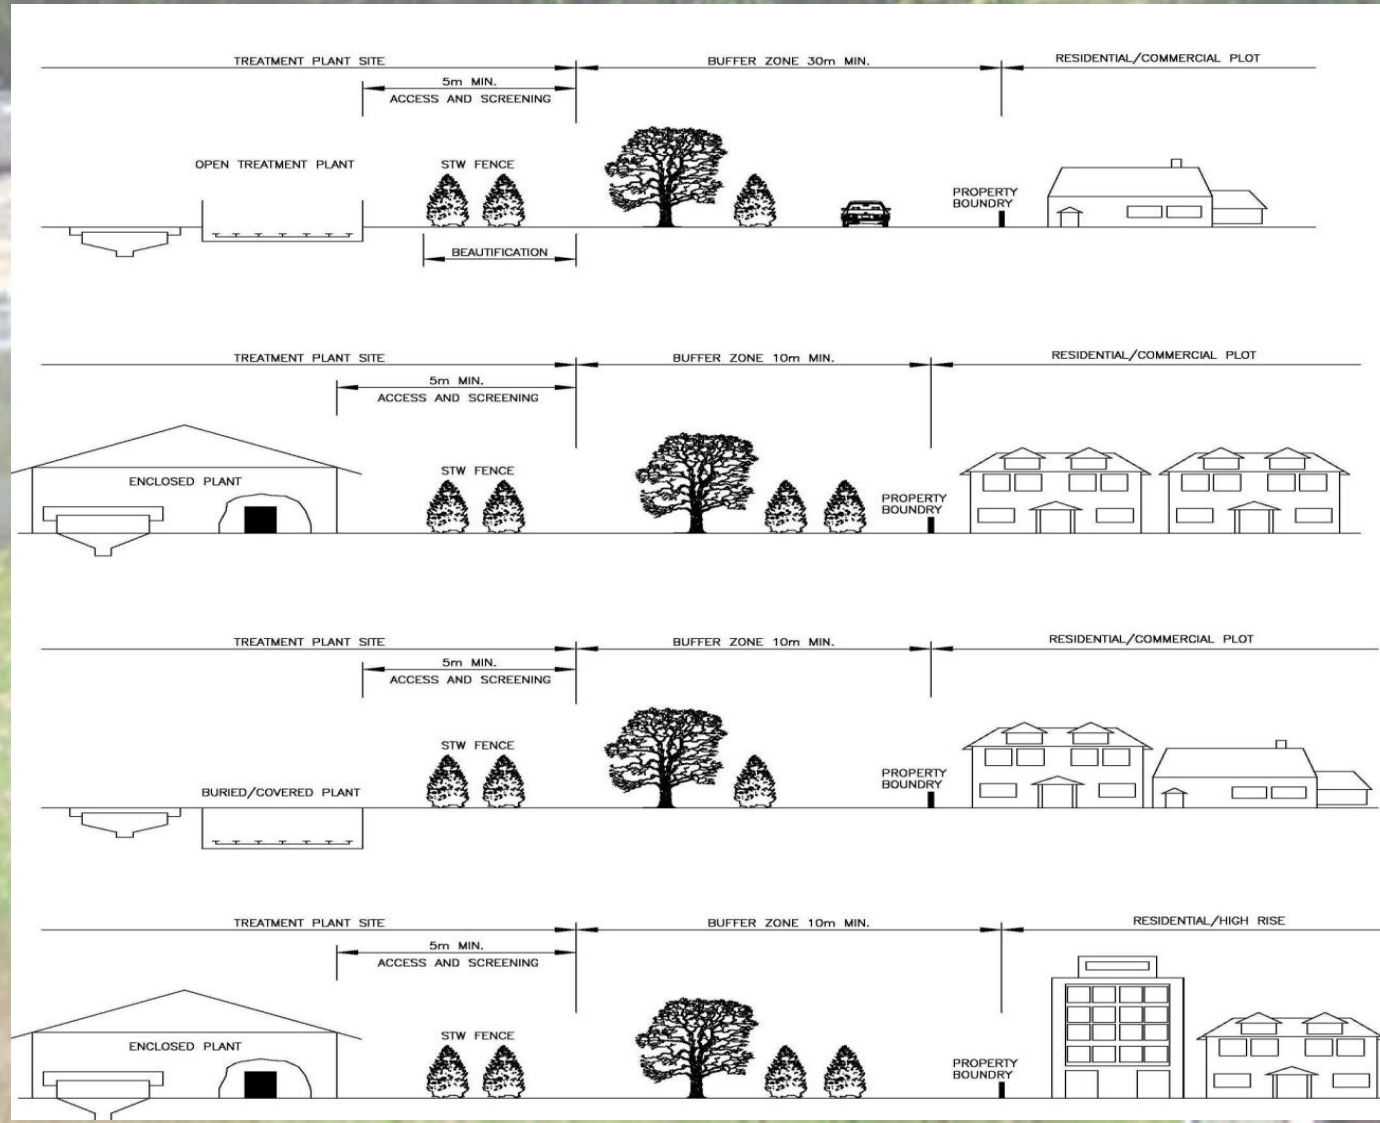 TREATMENT PLANT SITE
BUFFER ZONE 30m MIN.
RESIDENTIAL/COMMERCIAL PLOT
5m MIN.
ACCESS AND SCREENING
OPEN TREATMENT PLANT
STW FENCE
PROPERTY
BOUNDRY
BEAUTIFICATION
TREATMENT PLANT SITE
BUFFER ZONE 10m MIN.
RESIDENTIAL/COMMERCIAL PLOT
5m MIN.
ACCESS AND SCREENING
STW FENCE
ENCLOSED PLANT
PROPERTY
BOUNDRY
TREATMENT PLANT SITE
BUFFER ZONE 10m MIN.
RESIDENTIAL/COMMERCIAL PLOT
5m MIN.
ACCESS AND SCREENING
STW FENCE
PROPERTY
BOUNDRY
BURIED/COVERED PLANT
TREATMENT PLANT SITE
BUFFER ZONE 10m MIN.
RESIDENTIAL/HIGH RISE
5m MIN.
ACCESS AND SCREENING
STW FENCE
ENCLOSED PLANT
PROPERTY
BOUNDRY